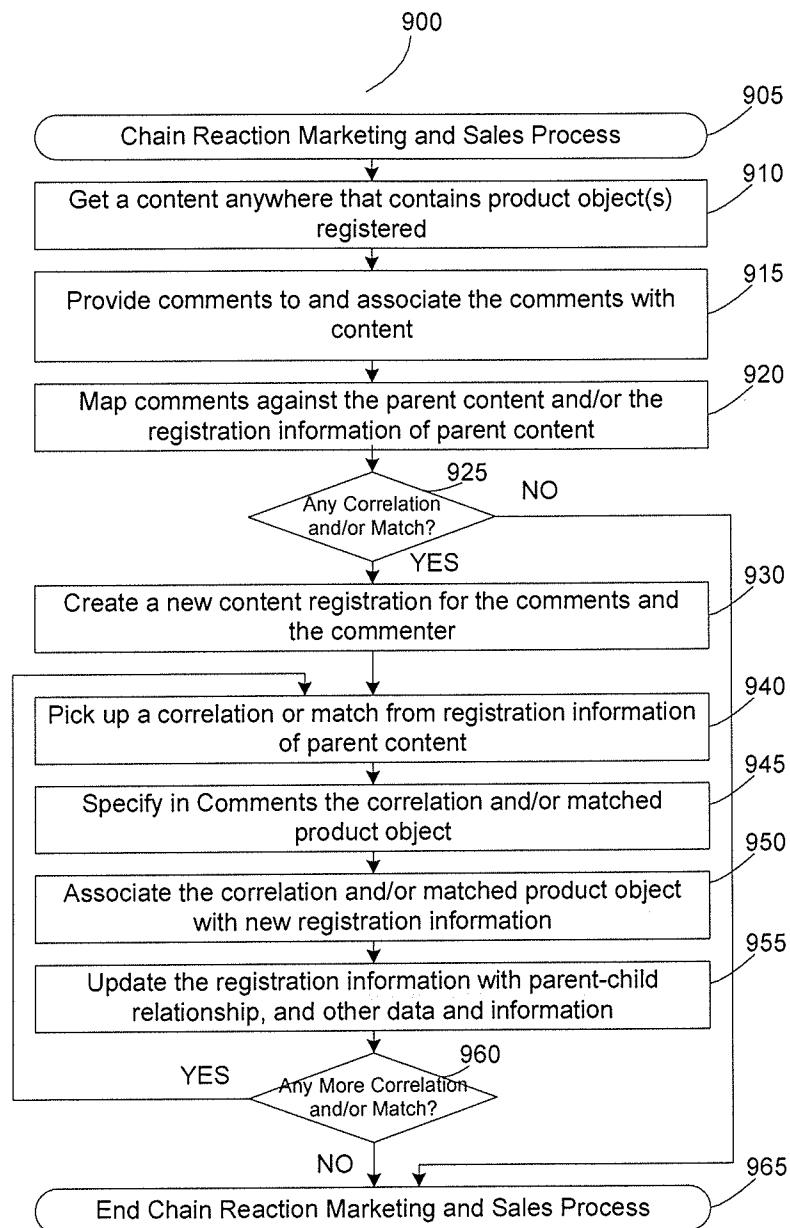 900
905
Chain Reaction Marketing and Sales Process
910
Get a content anywhere that contains product object(s)
registered
915
Provide comments to and associate the comments with
content
920
Map comments against the parent content and/or the
registration information of parent content
925
NO
Any Correlation
and/or Match?
YES
930
Create a new content registration for the comments and
the commenter
940
Pick up a correlation or match from registration information
of parent content
945
Specify in Comments the correlation and/or matched
product object
950
Associate the correlation and/or matched product object
with new registration information
955
Update the registration information with parent-child
relationship, and other data and information
960
YES
Any More Correlation
and/or Match?
NO
965
End Chain Reaction Marketing and Sales Process